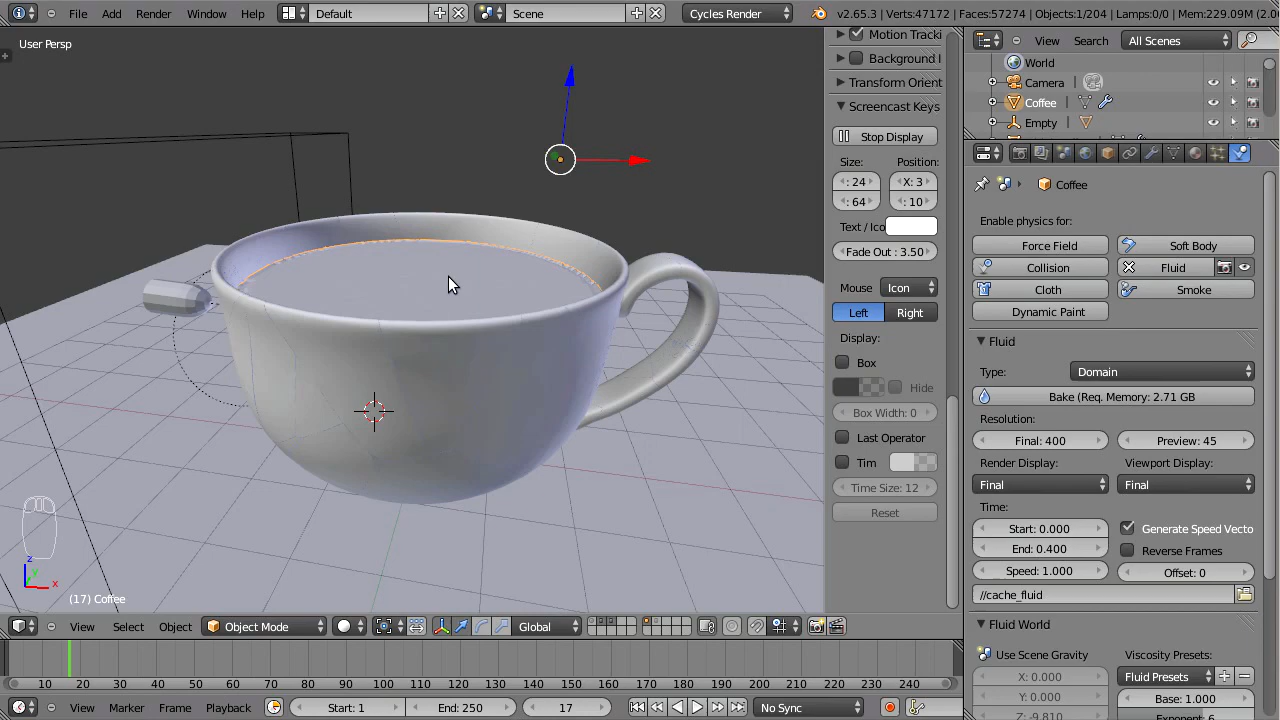 File Add Render Window Help Default Scene Cycles Render v2.65.3 | Verts:47172 | Faces:57274 | Objects:1/204 | Lamps:0/0 | Mem:229.09M (2.0
User Persp
Motion Tracki
Background I
Transform Orient
Screencast Keys
Stop Display
Size: Position:
: 24 X: 3
: 64 : 10
Text / Ico
Fade Out : 3.50
Mouse Icon
Left Right
Display:
Box
Hide
Box Width: 0
Last Operator
Tim
Time Size: 12
Reset
View Search All Scenes
World
Camera
Coffee
Empty
Coffee
Enable physics for:
Force Field Soft Body
Collision Fluid
Cloth Smoke
Dynamic Paint
Fluid
Type: Domain
Bake (Req. Memory: 2.71 GB
Resolution:
Final: 400 Preview: 45
Render Display: Viewport Display:
Final Final
Time:
Start: 0.000 Generate Speed Vecto
End: 0.400 Reverse Frames
Speed: 1.000 Offset: 0
//cache_fluid
Fluid World
Use Scene Gravity Viscosity Presets:
X: 0.000 Fluid Presets
Y: 0.000 Base: 1.000
Z: -9.810 Exponent: 6
z
y
x
(17) Coffee
View Select Object Object Mode Global
10 20 30 40 50 60 70 80 90 100 110 120 130 140 150 160 170 180 190 200 210 220 230 240
View Marker Frame Playback Start: 1 End: 250 17 No Sync